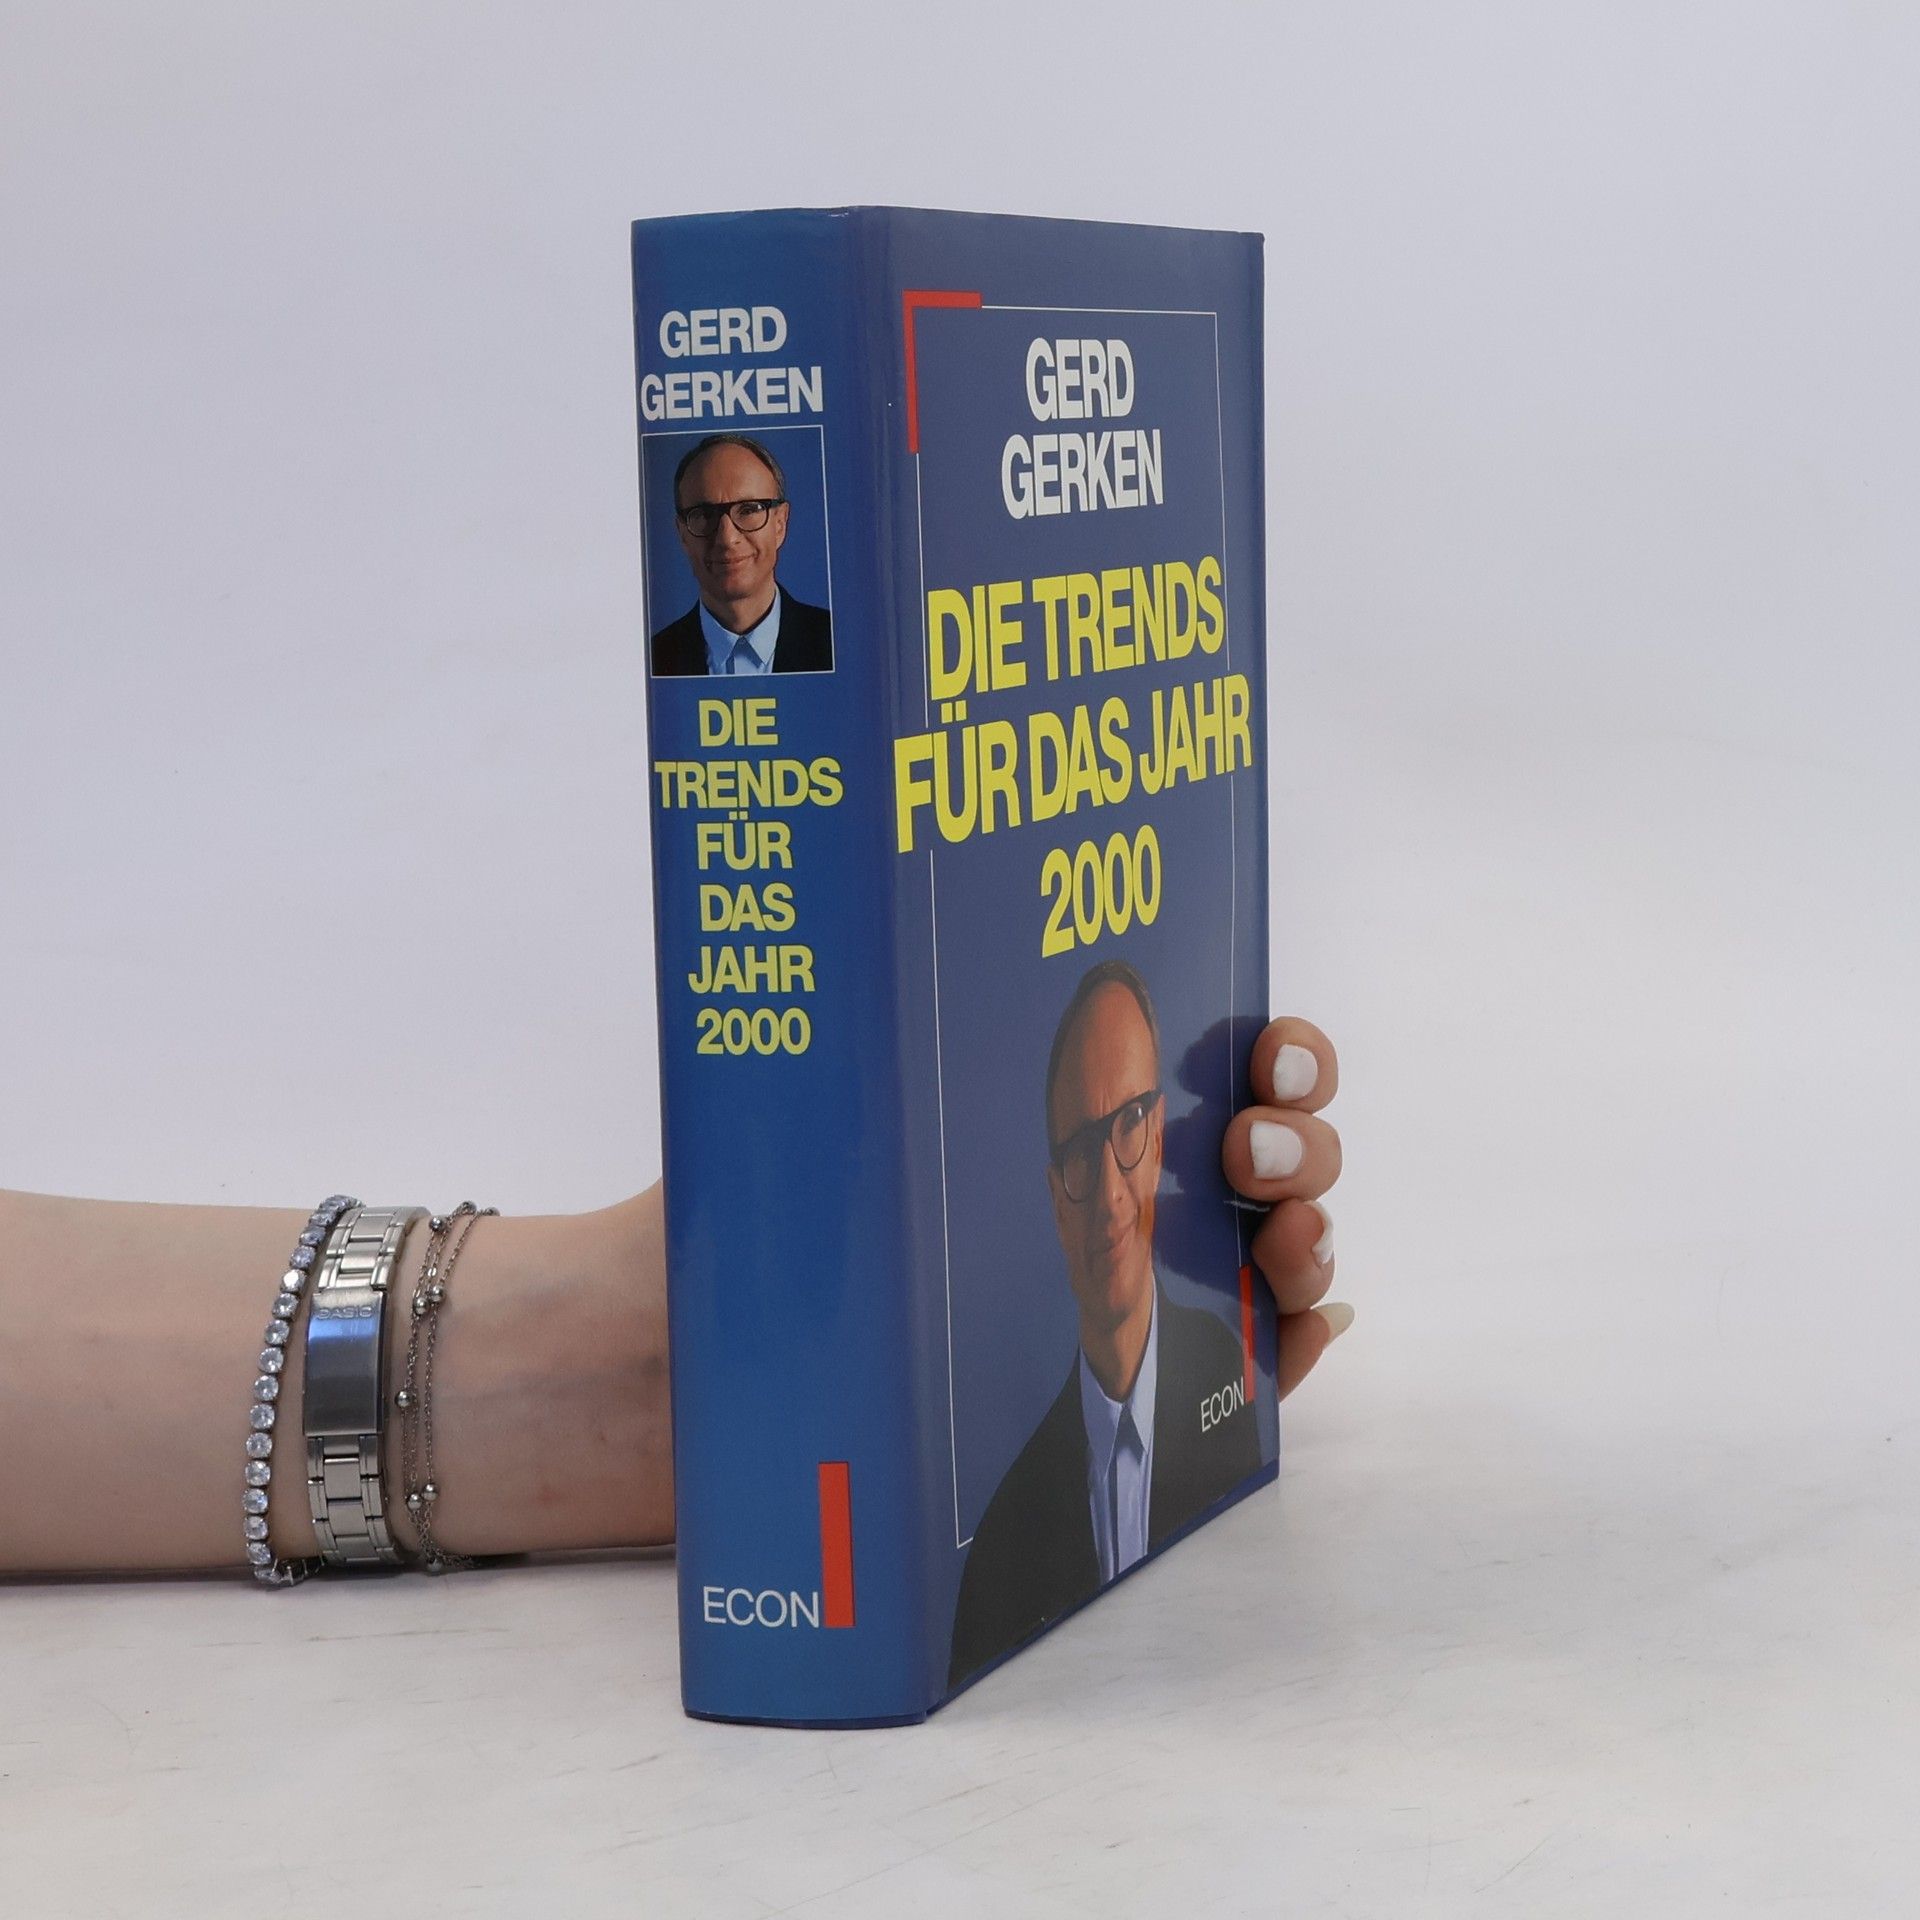 GERD
GERKEN
DIE
TRENDS
FÜR
DAS
JAHR
2000
ECON
GERD
GERKEN
DIE TRENDS
FÜR DAS JAHR
2000
ECON
CASIO